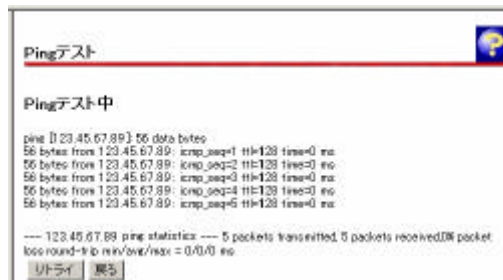 Pingテスト
Pingテスト中
ping [123.45.67.89]: 56 data bytes
56 bytes from 123.45.67.89: icmp_seq=1 ttl=128 time=0 ms
56 bytes from 123.45.67.89: icmp_seq=2 ttl=128 time=0 ms
56 bytes from 123.45.67.89: icmp_seq=3 ttl=128 time=0 ms
56 bytes from 123.45.67.89: icmp_seq=4 ttl=128 time=0 ms
56 bytes from 123.45.67.89: icmp_seq=5 ttl=128 time=0 ms
---- 123.45.67.89 ping statistics ---- 5 packets transmitted, 5 packets received,0% packet
loss round-trip min/avg/max = 0/0/0 ms
リトライ 戻る